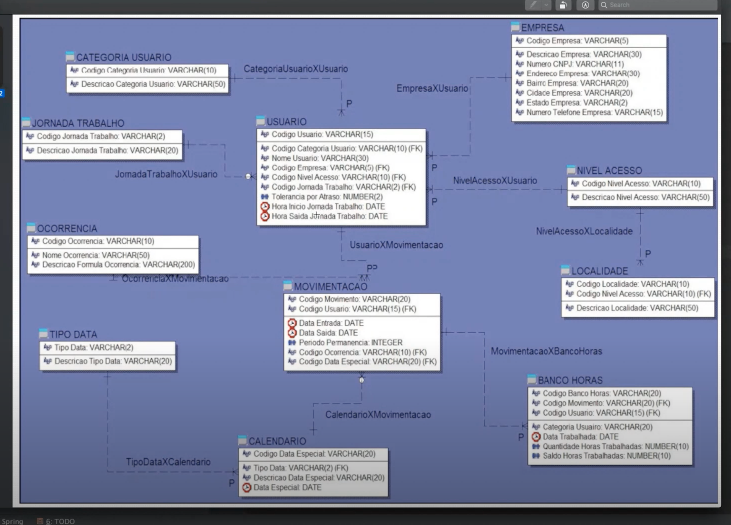 Search
CATEGORIA USUARIO
Codigo Categoria Usuario: VARCHAR(10)
Descricao Categoria Usuario: VARCHAR(50)
CategoriaUsuarioXUsuario
P
EMPRESA
Codigo Empresa: VARCHAR(5)
Descricao Empresa: VARCHAR(30)
Numero CNPJ: VARCHAR(11)
Endereco Empresa: VARCHAR(30)
Bairro Empresa: VARCHAR(20)
Cidade Empresa: VARCHAR(20)
Estado Empresa: VARCHAR(2)
Numero Telefone Empresa: VARCHAR(15)
EmpresaXUsuario
P
JORNADA TRABALHO
Codigo Jornada Trabalho: VARCHAR(2)
Descricao Jornada Trabalho: VARCHAR(20)
JornadaTrabalhoXUsuario
USUARIO
Codigo Usuario: VARCHAR(15)
Codigo Categoria Usuario: VARCHAR(10) (FK)
Nome Usuario: VARCHAR(30)
Codigo Empresa: VARCHAR(5) (FK)
Codigo Nivel Acesso: VARCHAR(10) (FK)
Codigo Jornada Trabalho: VARCHAR(2) (FK)
Tolerancia por Atraso: NUMBER(2)
Hora Inicio Jornada Trabalho: DATE
Hora Saida Jornada Trabalho: DATE
NivelAcessoXUsuario
P
NIVEL ACESSO
Codigo Nivel Acesso: VARCHAR(10)
Descricao Nivel Acesso: VARCHAR(50)
NivelAcessoXLocalidade
P
OCORRENCIA
Codigo Ocorrencia: VARCHAR(10)
Nome Ocorrencia: VARCHAR(50)
Descricao Formula Ocorrencia: VARCHAR(200)
OcorrenciaXMovimentacao
UsuarioXMovimentacao
PP
LOCALIDADE
Codigo Localidade: VARCHAR(10)
Codigo Nivel Acesso: VARCHAR(10) (FK)
Descricao Localidade: VARCHAR(50)
MOVIMENTACAO
Codigo Movimento: VARCHAR(20)
Codigo Usuario: VARCHAR(15) (FK)
Data Entrada: DATE
Data Saida: DATE
Periodo Permanencia: INTEGER
Codigo Ocorrencia: VARCHAR(10) (FK)
Codigo Data Especial: VARCHAR(20) (FK)
MovimentacaoXBancoHoras
P
TIPO DATA
Tipo Data: VARCHAR(2)
Descricao Tipo Data: VARCHAR(20)
TipoDataXCalendario
P
CalendarioXMovimentacao
BANCO HORAS
Codigo Banco Horas: VARCHAR(20)
Codigo Movimento: VARCHAR(20) (FK)
Codigo Usuario: VARCHAR(15) (FK)
Categoria Usuario: VARCHAR(20)
Data Trabalhada: DATE
Quantidade Horas Trabalhadas: NUMBER(10)
Saldo Horas Trabalhadas: NUMBER(10)
CALENDARIO
Codigo Data Especial: VARCHAR(20)
Tipo Data: VARCHAR(2) (FK)
Descricao Data Especial: VARCHAR(20)
Data Especial: DATE
Spring
6: TODO